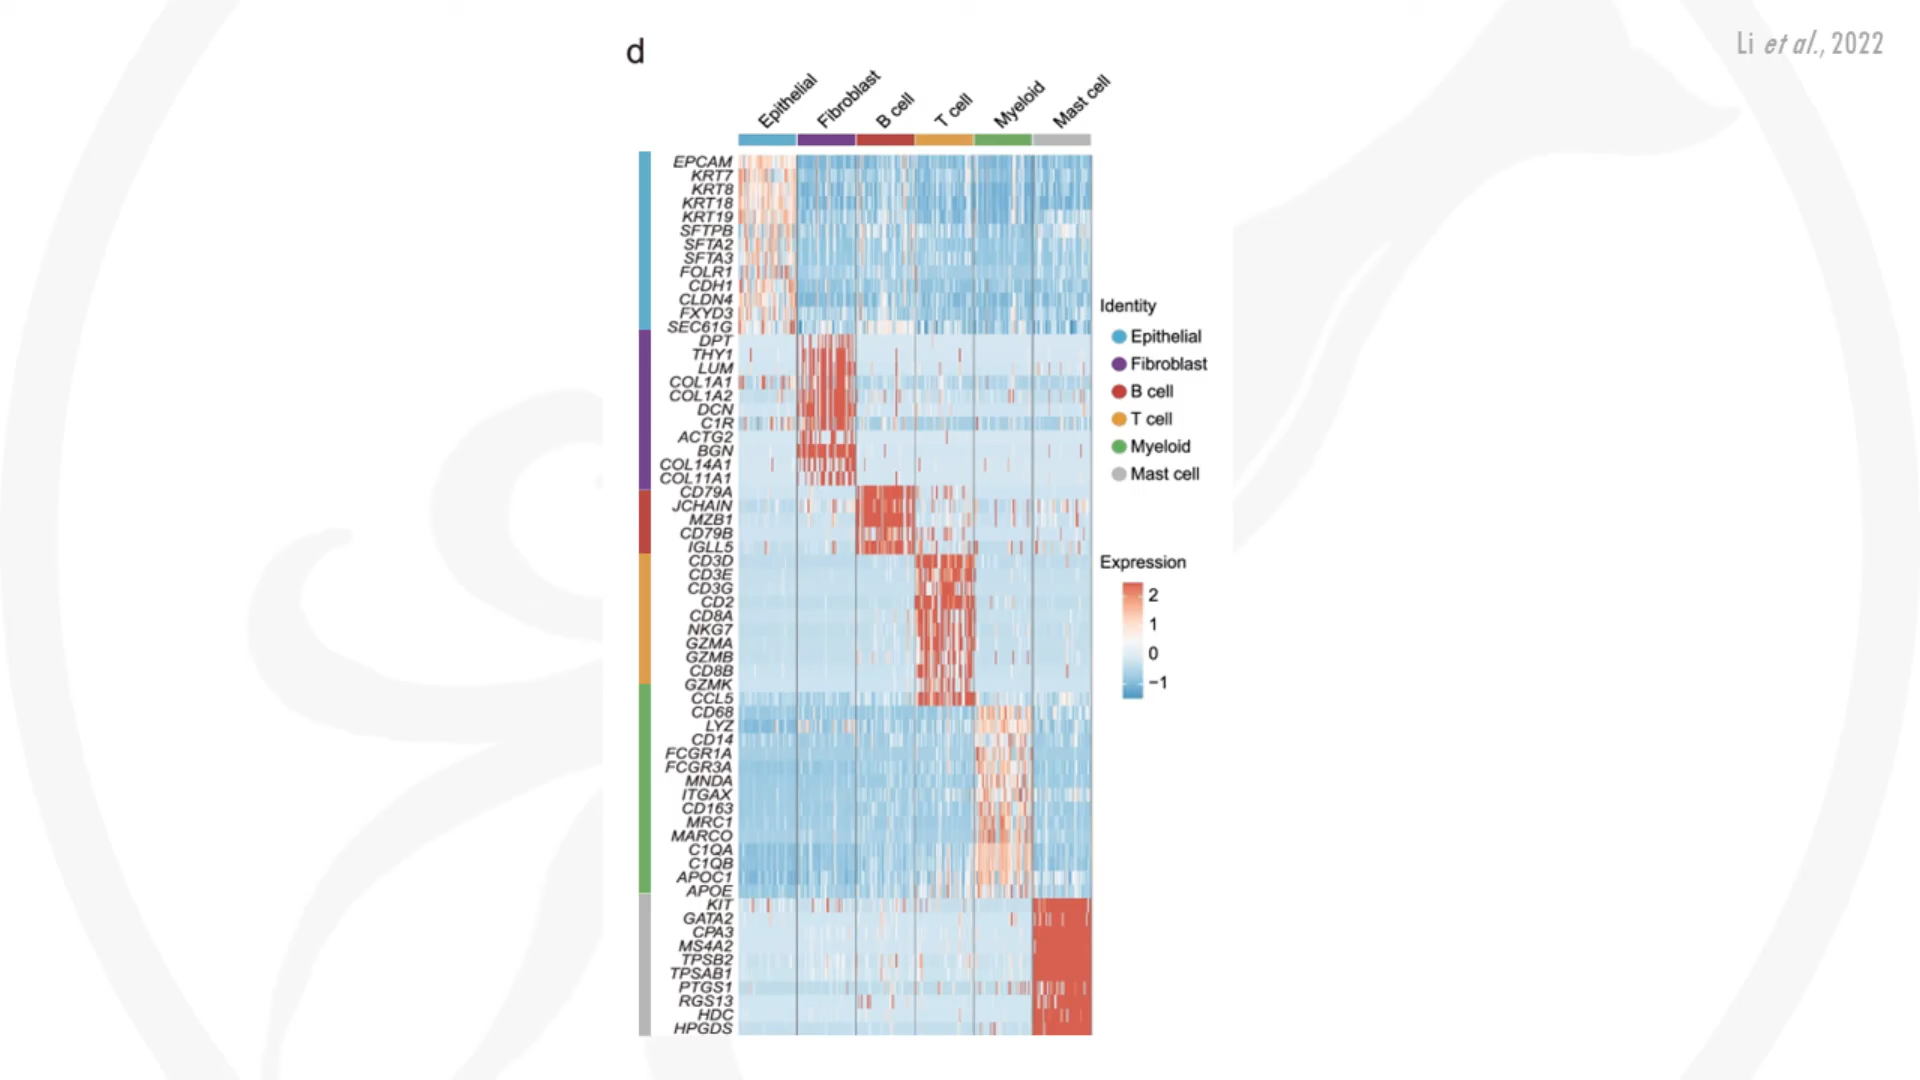 Li et al., 2022
d
Epithelial
Fibroblast
B cell
T cell
Myeloid
Mast cell
EPCAM
KRT7
KRT8
KRT18
KRT19
SFTPB
SFTA2
SFTA3
FOLR1
CDH1
CLDN4
FXYD3
SEC61G
DPT
THY1
LUM
COL1A1
COL1A2
DCN
C1R
ACTG2
BGN
COL14A1
COL11A1
CD79A
JCHAIN
MZB1
CD79B
IGLL5
CD3D
CD3E
CD3G
CD2
CD8A
NKG7
GZMA
GZMB
CD8B
GZMK
CCL5
CD68
LYZ
CD14
FCGR1A
FCGR3A
MNDA
ITGAX
CD163
MRC1
MARCO
C1QA
C1QB
APOC1
APOE
KIT
GATA2
CPA3
MS4A2
TPSB2
TPSAB1
PTGS1
RGS13
HDC
HPGDS
Identity
Epithelial
Fibroblast
B cell
T cell
Myeloid
Mast cell
Expression
2
1
0
−1